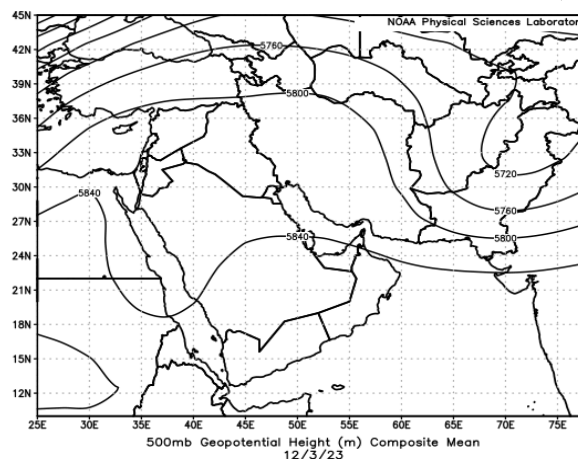 NOAA Physical Sciences Laborator
45N
42N
39N
36N
33N
30N
27N
24N
21N
18N
15N
12N
5760
5800
5720
5840
5760
5800
5840
25E 30E 35E 40E 45E 50E 55E 60E 65E 70E 75E
500mb Geopotential Height (m) Composite Mean
12/3/23